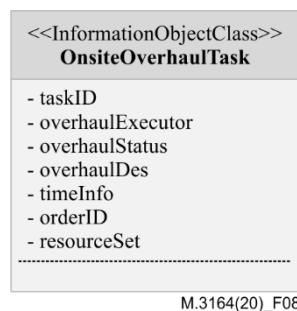 <<InformationObjectClass>>
OnsiteOverhaulTask
- taskID
- overhaulExecutor
- overhaulStatus
- overhaulDes
- timeInfo
- orderID
- resourceSet
M.3164(20)_F08